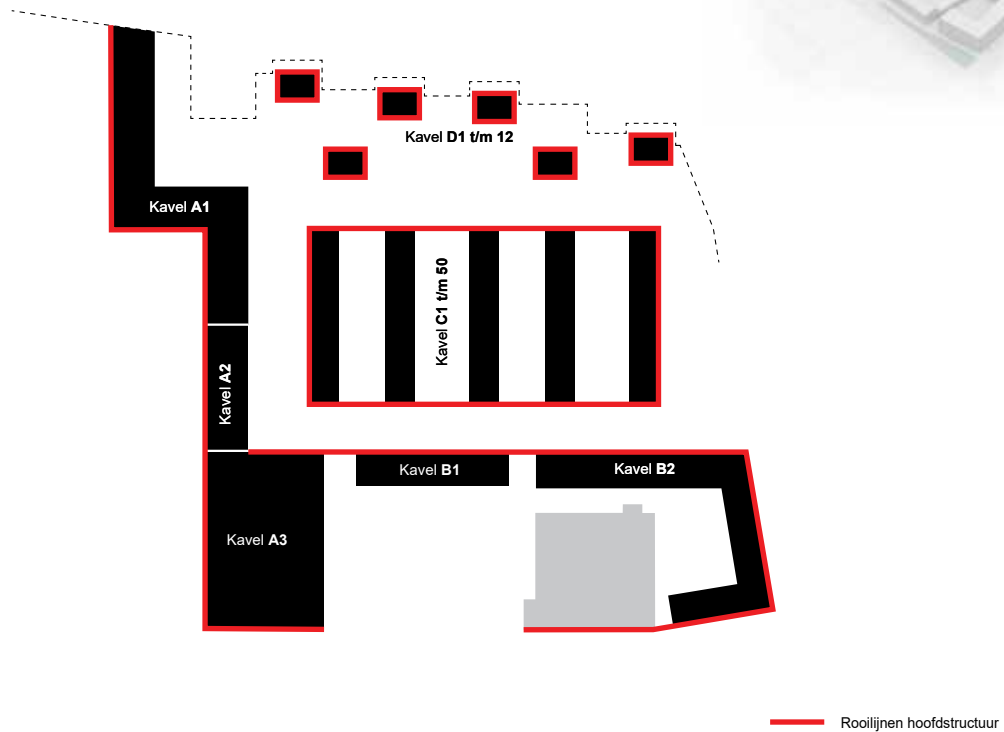 Kavel D1 t/m 12
Kavel A1
Kavel C1 t/m 50
Kavel A2
Kavel B1
Kavel B2
Kavel A3
Rooilijnen hoofdstructuur